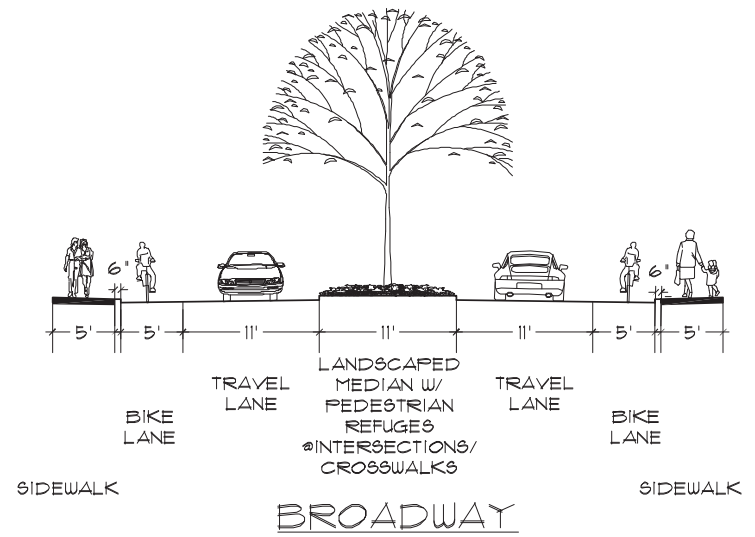 6" 6"
5' 5' 11' 11' 11' 5' 5'
LANDSCAPED
MEDIAN W/
PEDESTRIAN
REFUGES
@INTERSECTIONS/
CROSSWALKS
TRAVEL
LANE
TRAVEL
LANE
BIKE
LANE
BIKE
LANE
SIDEWALK
SIDEWALK
BROADWAY